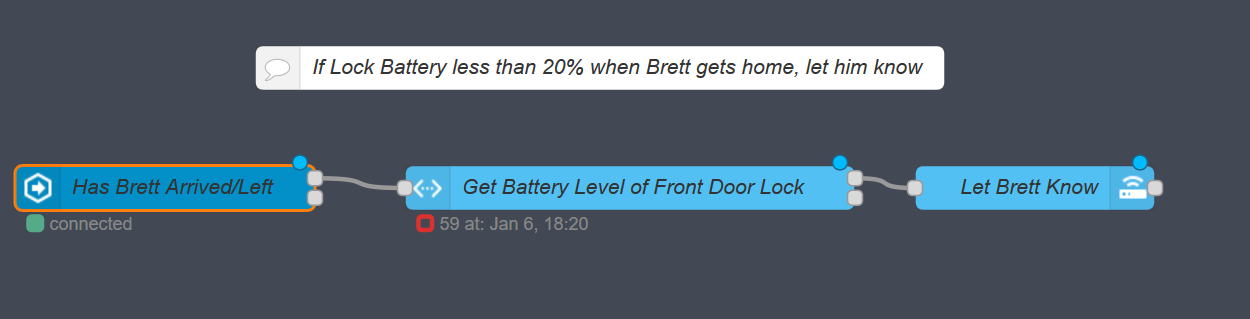 If Lock Battery less than 20% when Brett gets home, let him know
Has Brett Arrived/Left
Get Battery Level of Front Door Lock
Let Brett Know
connected
59 at: Jan 6, 18:20